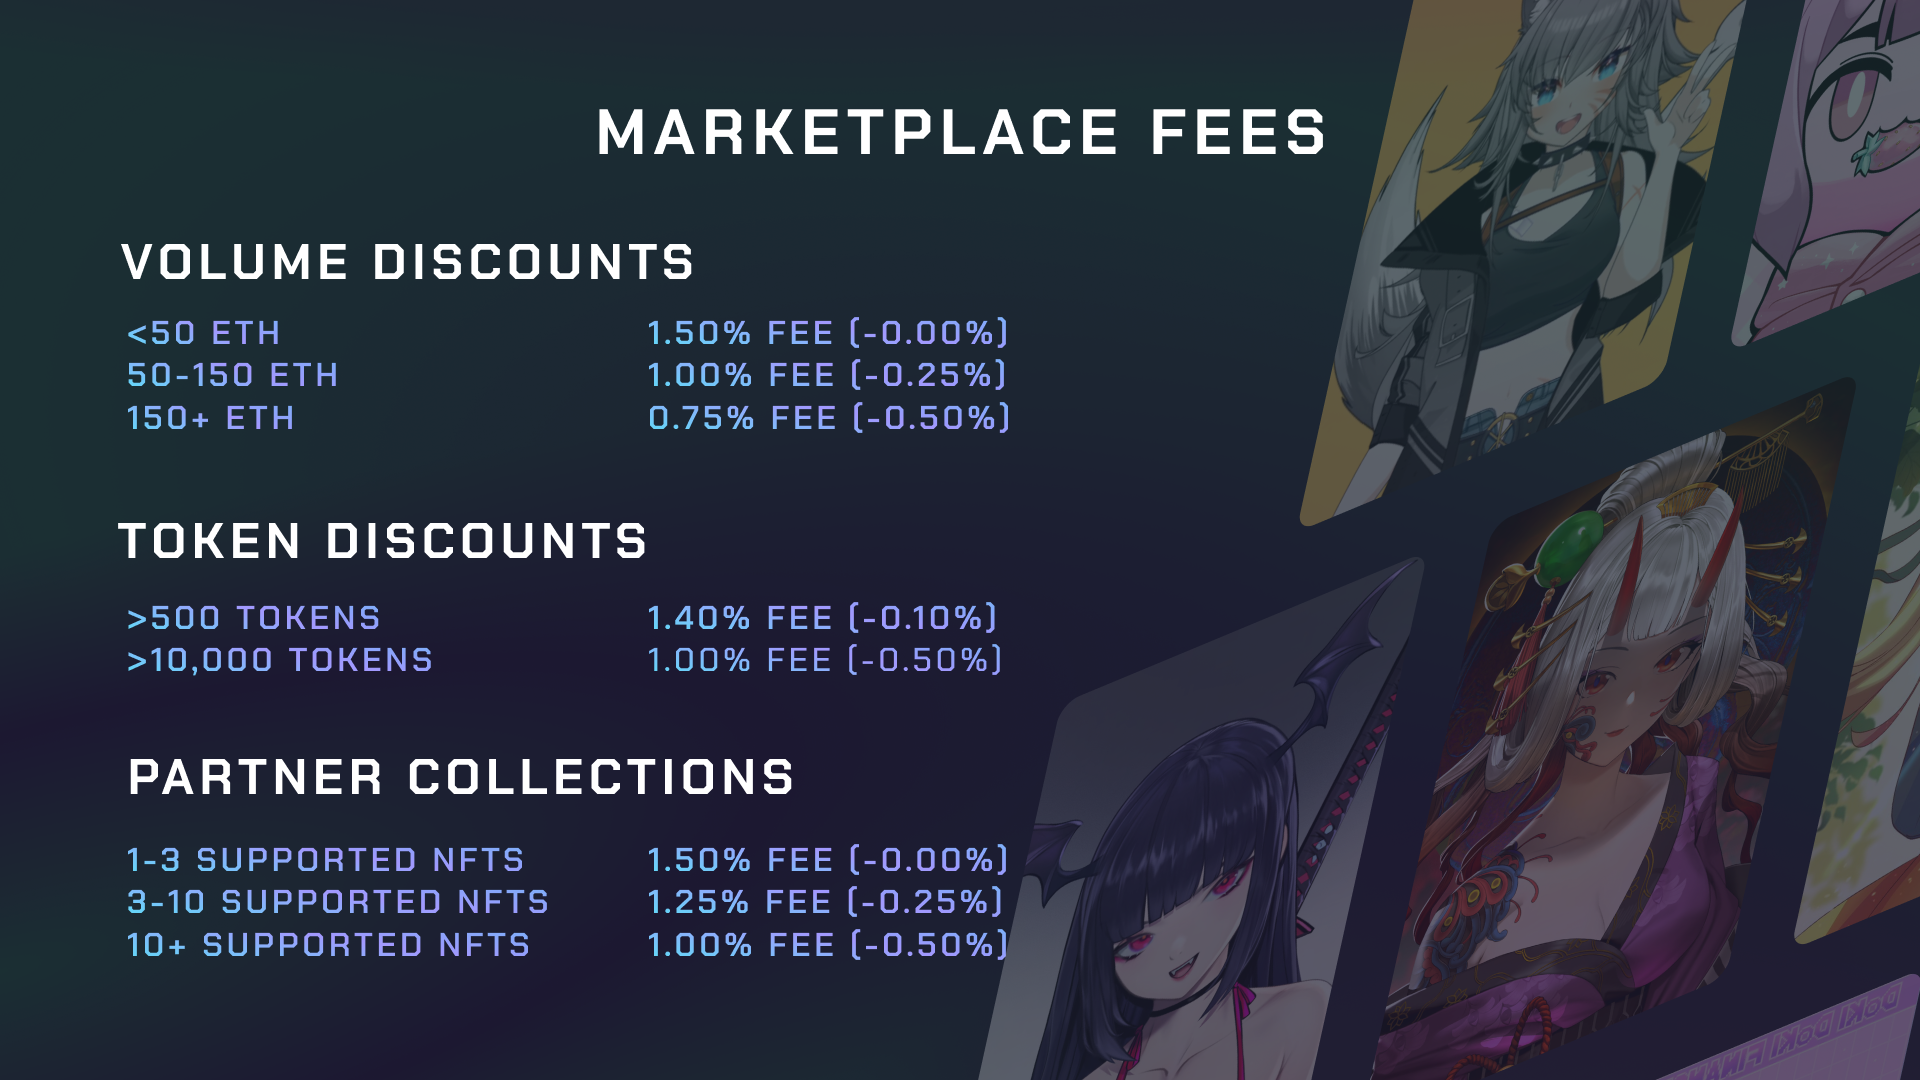 MARKETPLACE FEES
VOLUME DISCOUNTS
<50 ETH 1.50% FEE (-0.00%)
50-150 ETH 1.00% FEE (-0.25%)
150+ ETH 0.75% FEE (-0.50%)
TOKEN DISCOUNTS
>500 TOKENS 1.40% FEE (-0.10%)
>10,000 TOKENS 1.00% FEE (-0.50%)
PARTNER COLLECTIONS
1-3 SUPPORTED NFTS 1.50% FEE (-0.00%)
3-10 SUPPORTED NFTS 1.25% FEE (-0.25%)
10+ SUPPORTED NFTS 1.00% FEE (-0.50%)
DOKI DOKI